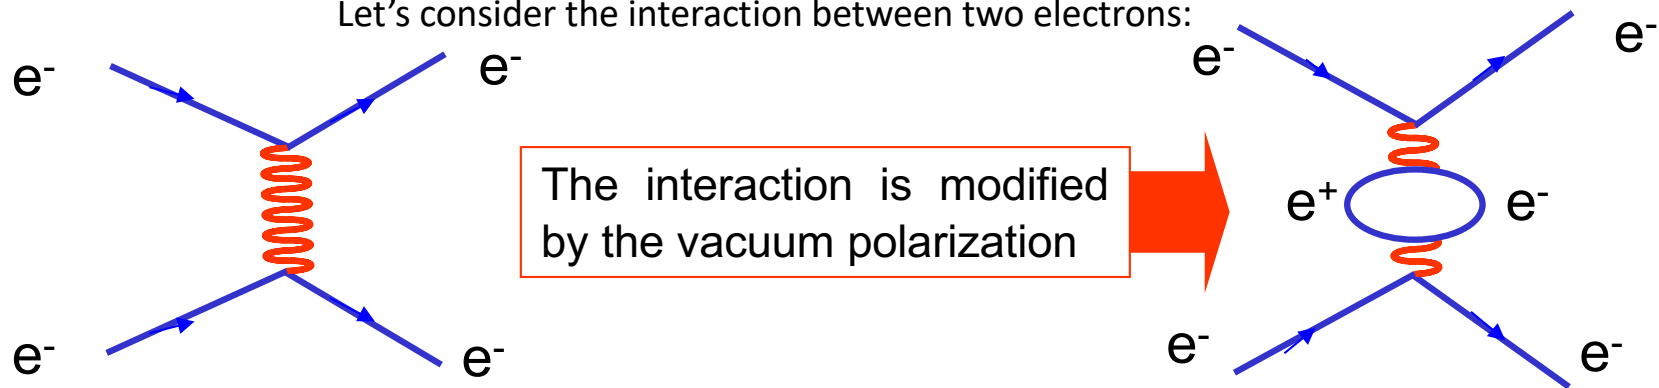 Let's consider the interaction between two electrons:
e⁻ e⁻ e⁻ e⁻
The interaction is modified
by the vacuum polarization
e⁺ e⁻
e⁻ e⁻ e⁻ e⁻